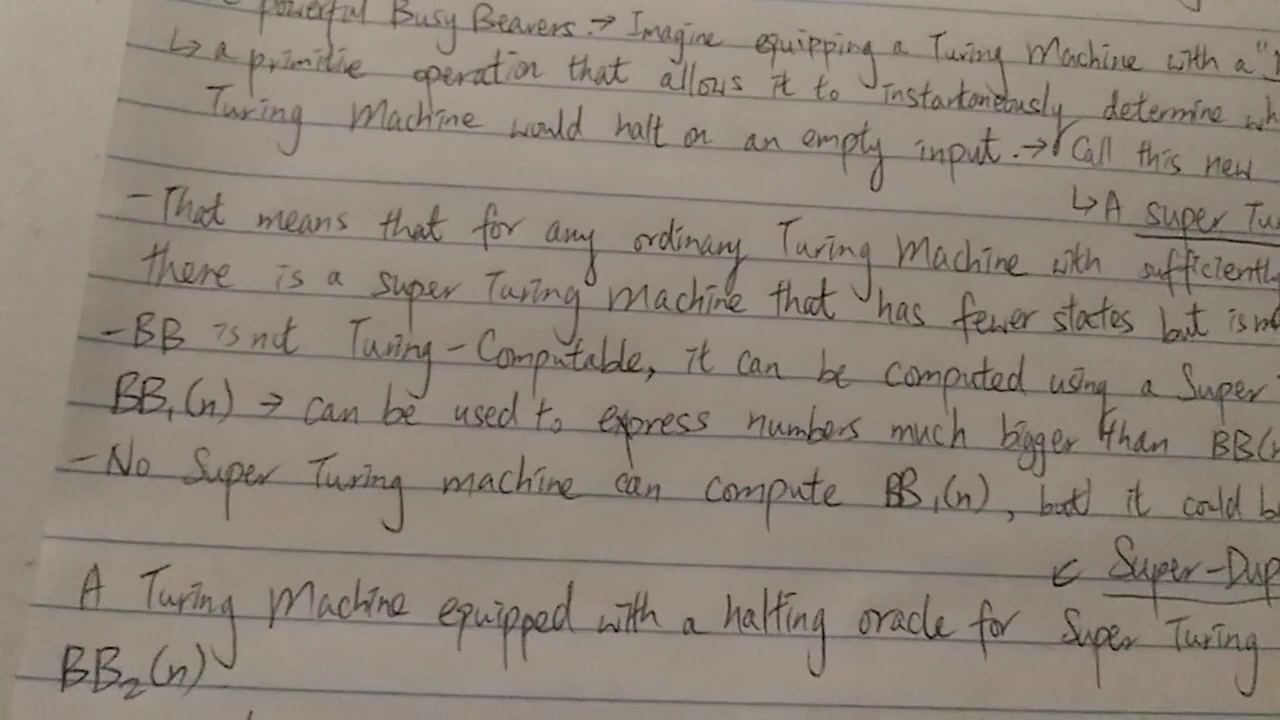 powerful Busy Beavers. → Imagine equipping a Turing Machine with a "
↳ a primitie operation that allows it to instantaneously determine wh
Turing Machine would halt on an empty input. → Call this new
↳ A super Tu
- That means that for any ordinary Turing Machine with sufficiently
there is a super Turing machine that has fewer states but is
- BB is not Turing-Computable, it can be computed using a Super
BB₁(n) → can be used to express numbers much bigger than BB(n
- No Super Turing machine can compute BB₁(n), but it could b
↙ Super-Dup
A Turing Machine equipped with a halting oracle for Super Turing
BB₂(n)